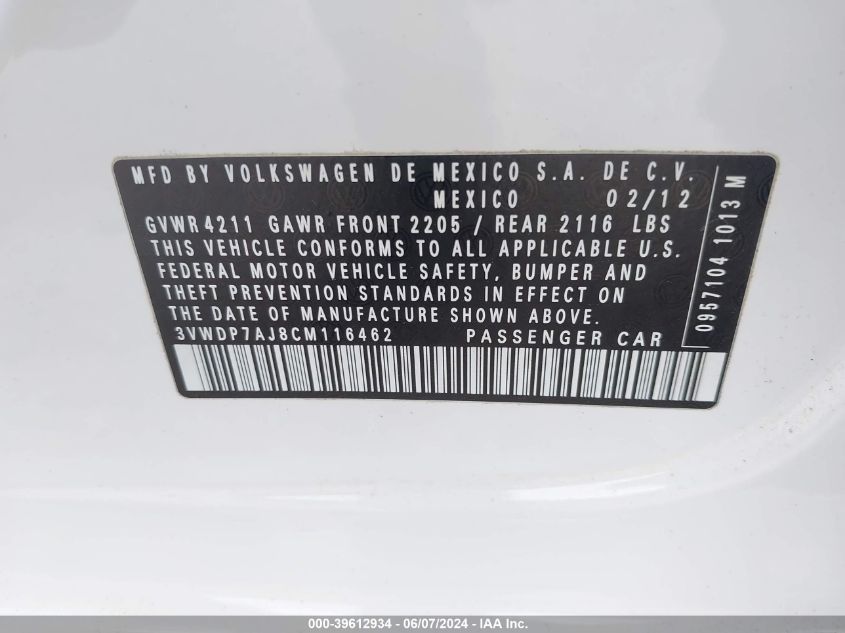 MFD BY VOLKSWAGEN DE MEXICO S.A. DE C.V.
MEXICO 02/12
GVWR 4211 GAWR FRONT 2205 / REAR 2116 LBS
THIS VEHICLE CONFORMS TO ALL APPLICABLE U.S.
FEDERAL MOTOR VEHICLE SAFETY, BUMPER AND
THEFT PREVENTION STANDARDS IN EFFECT ON
THE DATE OF MANUFACTURE SHOWN ABOVE.
3VWDP7AJ8CM116462 PASSENGER CAR
0957104 1013 M
000-39612934 - 06/07/2024 - IAA Inc.